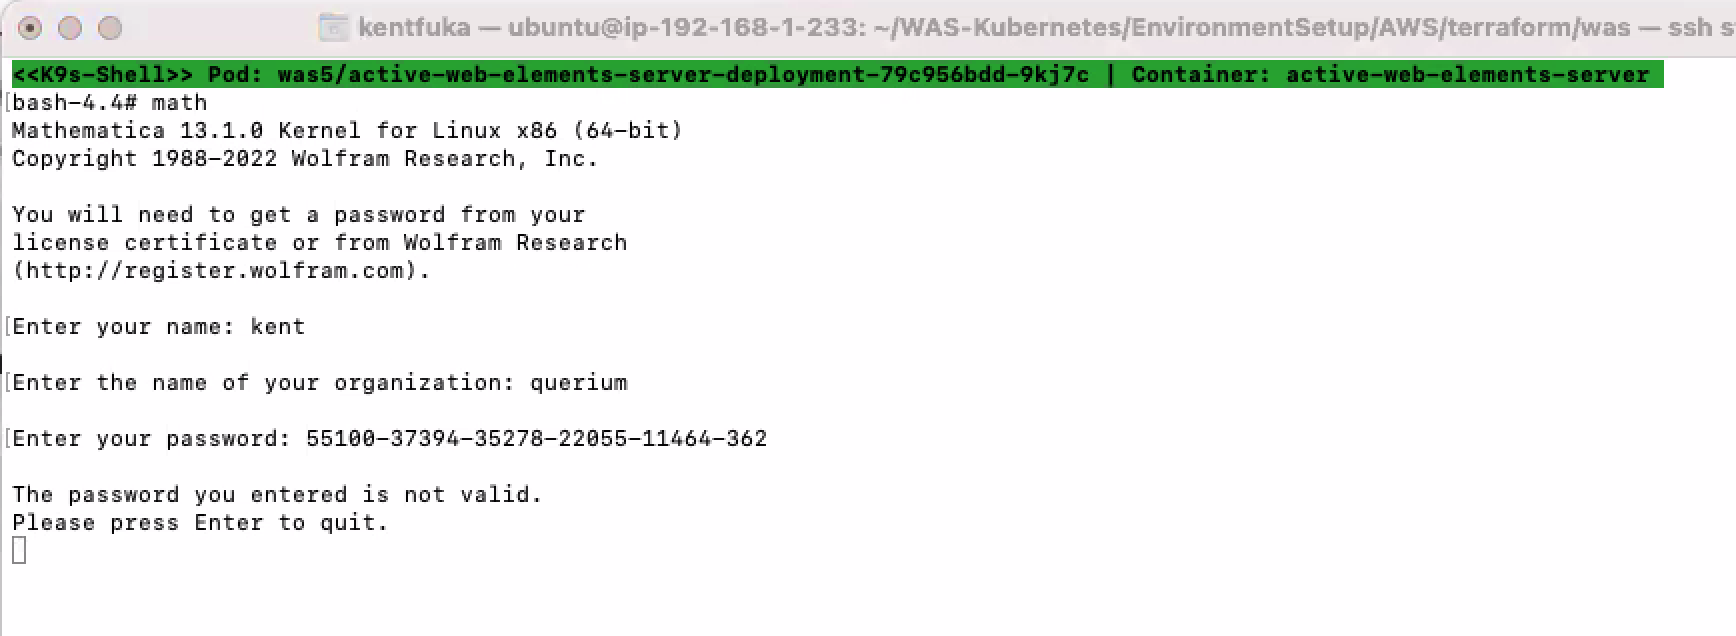 kentfuka — ubuntu@ip-192-168-1-233: ~/WAS-Kubernetes/EnvironmentSetup/AWS/terraform/was — ssh
<<K9s-Shell>> Pod: was5/active-web-elements-server-deployment-79c956bdd-9kj7c | Container: active-web-elements-server
[bash-4.4# math
Mathematica 13.1.0 Kernel for Linux x86 (64-bit)
Copyright 1988-2022 Wolfram Research, Inc.
You will need to get a password from your
license certificate or from Wolfram Research
(http://register.wolfram.com).
[Enter your name: kent
[Enter the name of your organization: querium
[Enter your password: 55100-37394-35278-22055-11464-362
The password you entered is not valid.
Please press Enter to quit.